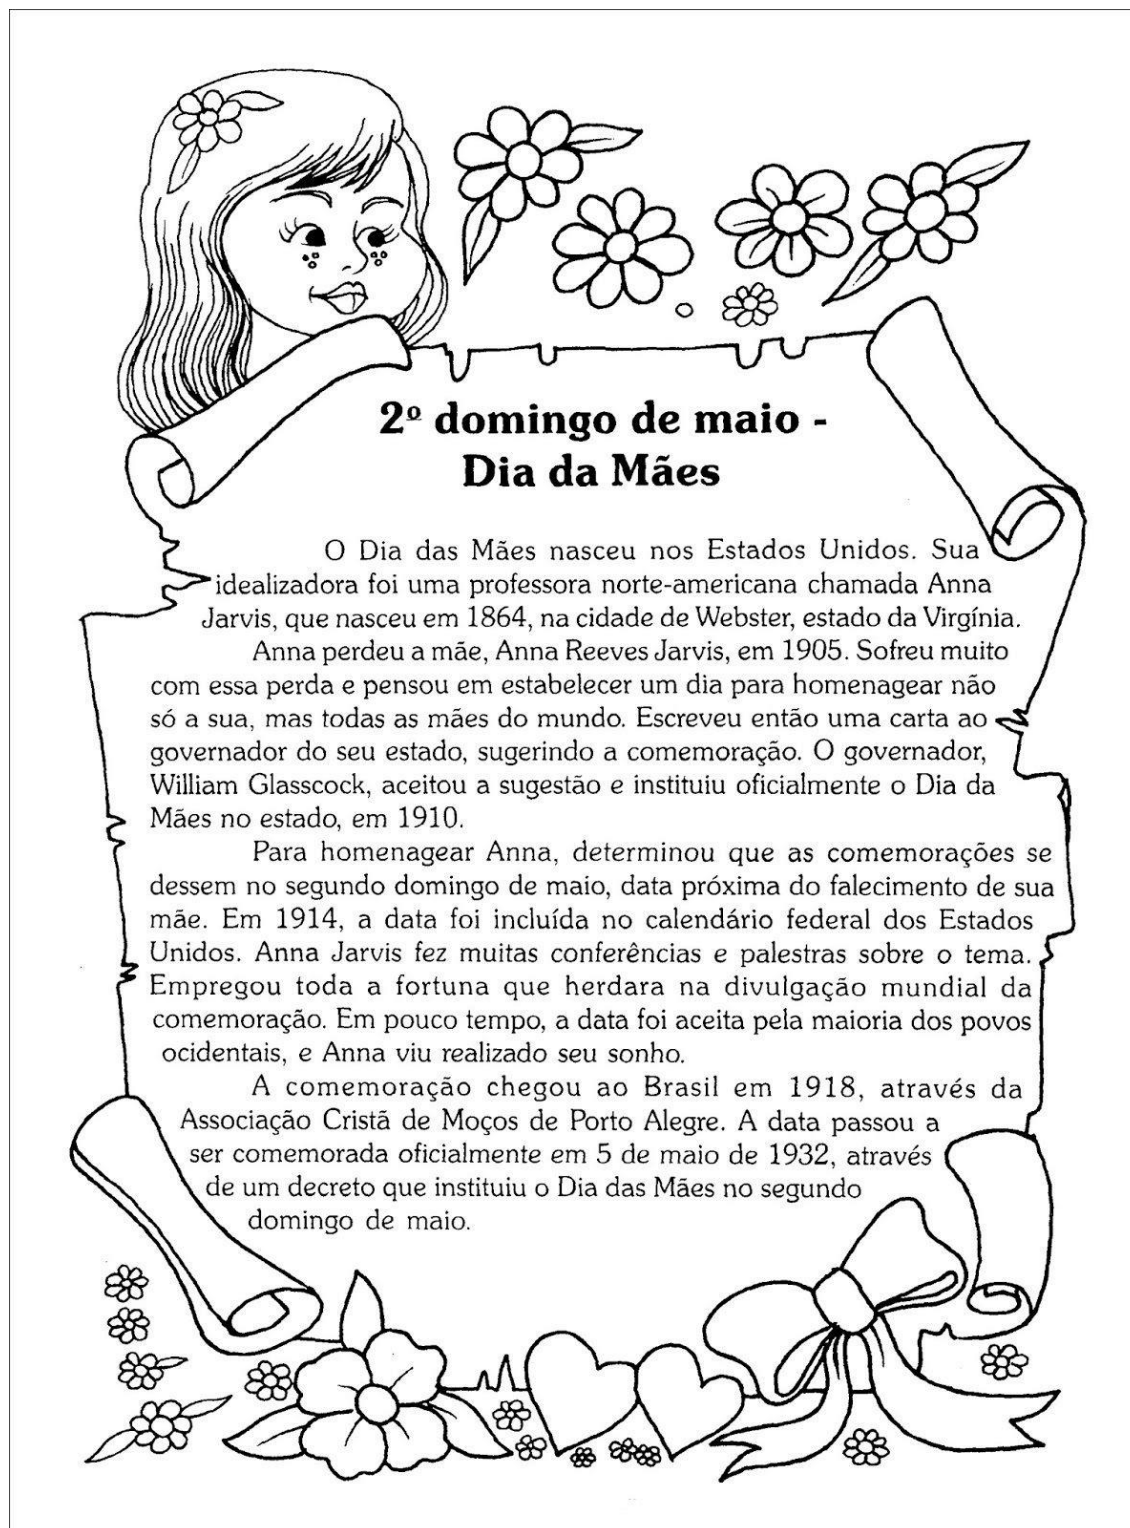 2º domingo de maio -
Dia da Mães
O Dia das Mães nasceu nos Estados Unidos. Sua
idealizadora foi uma professora norte-americana chamada Anna
Jarvis, que nasceu em 1864, na cidade de Webster, estado da Virgínia.
Anna perdeu a mãe, Anna Reeves Jarvis, em 1905. Sofreu muito
com essa perda e pensou em estabelecer um dia para homenagear não
só a sua, mas todas as mães do mundo. Escreveu então uma carta ao
governador do seu estado, sugerindo a comemoração. O governador,
William Glasscock, aceitou a sugestão e instituiu oficialmente o Dia da
Mães no estado, em 1910.
Para homenagear Anna, determinou que as comemorações se
dessem no segundo domingo de maio, data próxima do falecimento de sua
mãe. Em 1914, a data foi incluída no calendário federal dos Estados
Unidos. Anna Jarvis fez muitas conferências e palestras sobre o tema.
Empregou toda a fortuna que herdara na divulgação mundial da
comemoração. Em pouco tempo, a data foi aceita pela maioria dos povos
ocidentais, e Anna viu realizado seu sonho.
A comemoração chegou ao Brasil em 1918, através da
Associação Cristã de Moços de Porto Alegre. A data passou a
ser comemorada oficialmente em 5 de maio de 1932, através
de um decreto que instituiu o Dia das Mães no segundo
domingo de maio.